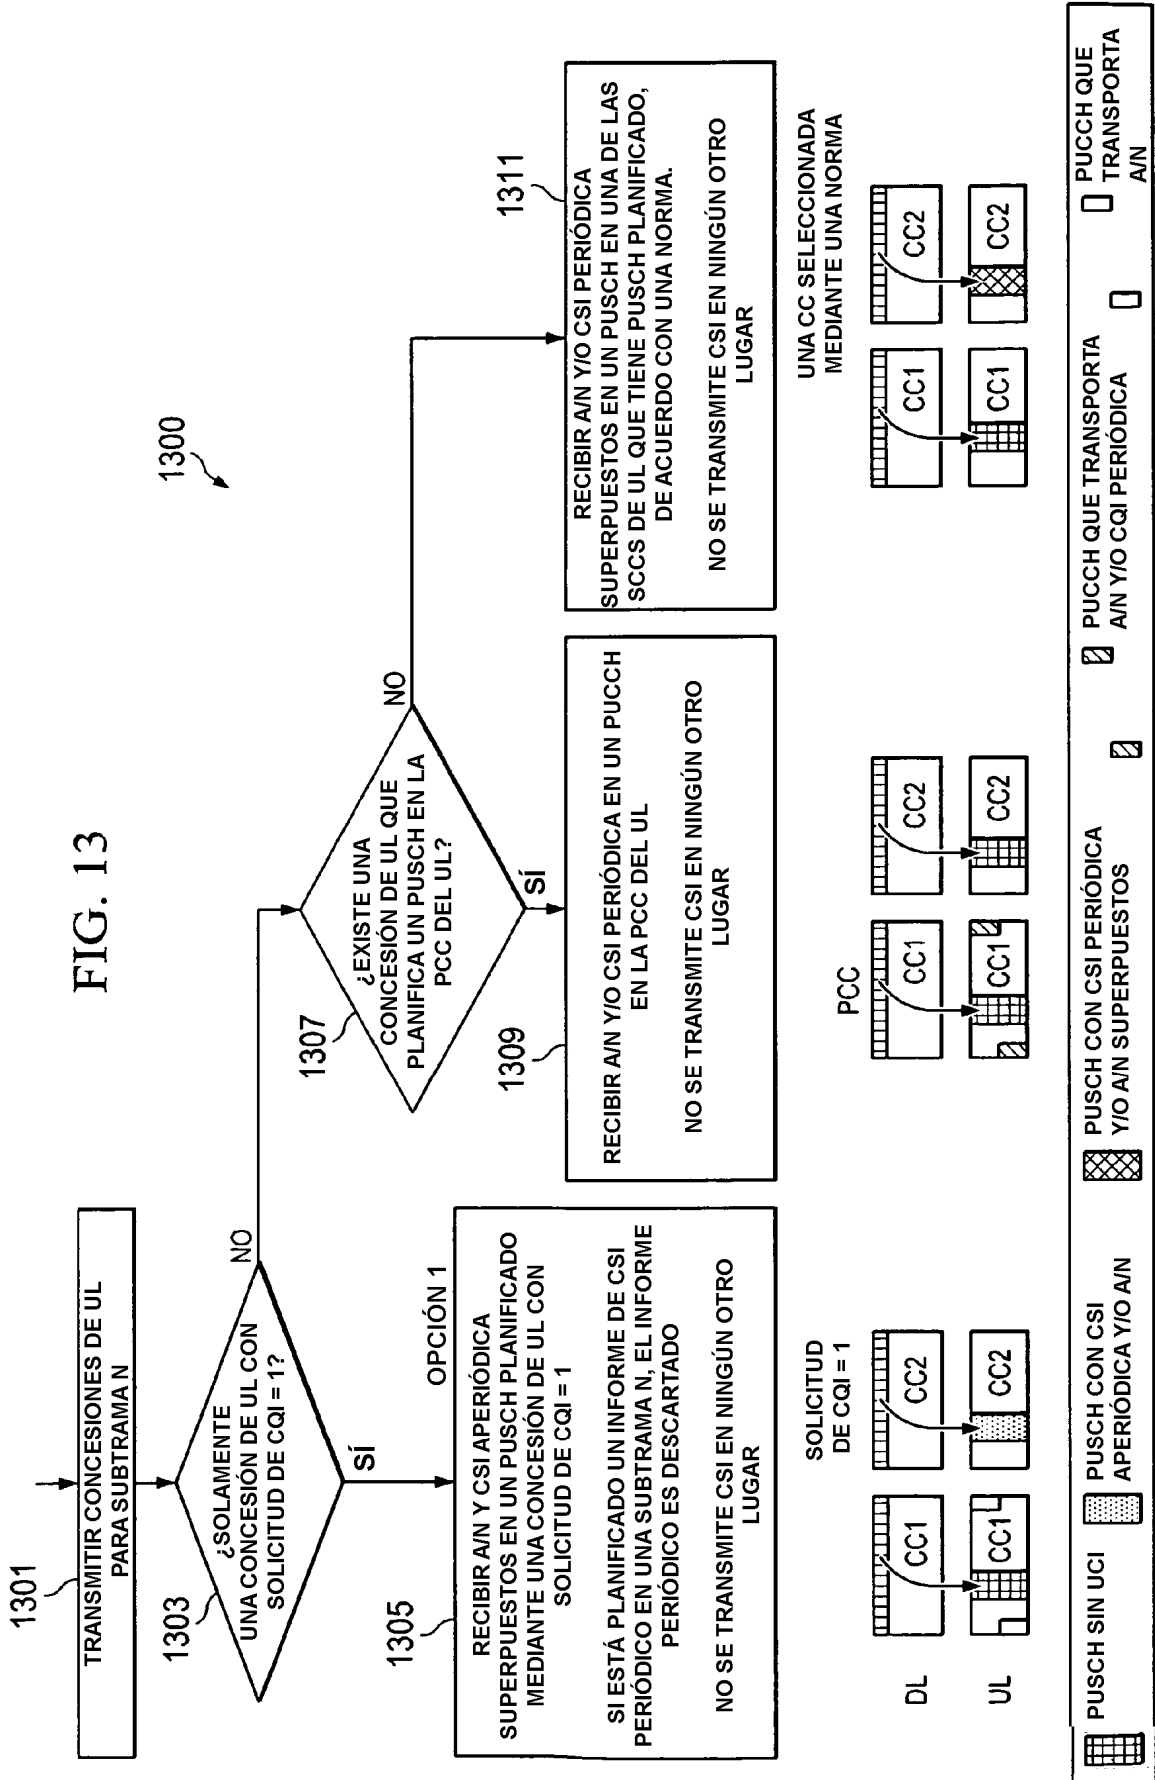 FIG. 13
1300
1301
TRANSMITIR CONCESIONES DE UL
PARA SUBTRAMA N
1303
¿SOLAMENTE
UNA CONCESIÓN DE UL CON
SOLICITUD DE CQI = 1?
NO
SÍ
1305
OPCIÓN 1
RECIBIR A/N Y CSI APERIÓDICA
SUPERPUESTOS EN UN PUSCH PLANIFICADO
MEDIANTE UNA CONCESIÓN DE UL CON
SOLICITUD DE CQI = 1
SI ESTÁ PLANIFICADO UN INFORME DE CSI
PERIÓDICO EN UNA SUBTRAMA N, EL INFORME
PERIÓDICO ES DESCARTADO
NO SE TRANSMITE CSI EN NINGÚN OTRO
LUGAR
1307
¿EXISTE UNA
CONCESIÓN DE UL QUE
PLANIFICA UN PUSCH EN LA
PCC DEL UL?
NO
SÍ
1309
RECIBIR A/N Y/O CSI PERIÓDICA EN UN PUCCH
EN LA PCC DEL UL
NO SE TRANSMITE CSI EN NINGÚN OTRO
LUGAR
1311
RECIBIR A/N Y/O CSI PERIÓDICA
SUPERPUESTOS EN UN PUSCH EN UNA DE LAS
SCCS DE UL QUE TIENE PUSCH PLANIFICADO,
DE ACUERDO CON UNA NORMA.
NO SE TRANSMITE CSI EN NINGÚN OTRO
LUGAR
SOLICITUD
DE CQI = 1
PCC
UNA CC SELECCIONADA
MEDIANTE UNA NORMA
DL
CC1
CC2
CC1
CC2
CC1
CC2
UL
CC1
CC2
CC1
CC2
CC1
CC2
PUSCH SIN UCI
PUSCH CON CSI
APERIÓDICA Y/O A/N
PUSCH CON CSI PERIÓDICA
Y/O A/N SUPERPUESTOS
PUCCH QUE TRANSPORTA
A/N Y/O CQI PERIÓDICA
PUCCH QUE
TRANSPORTA
A/N